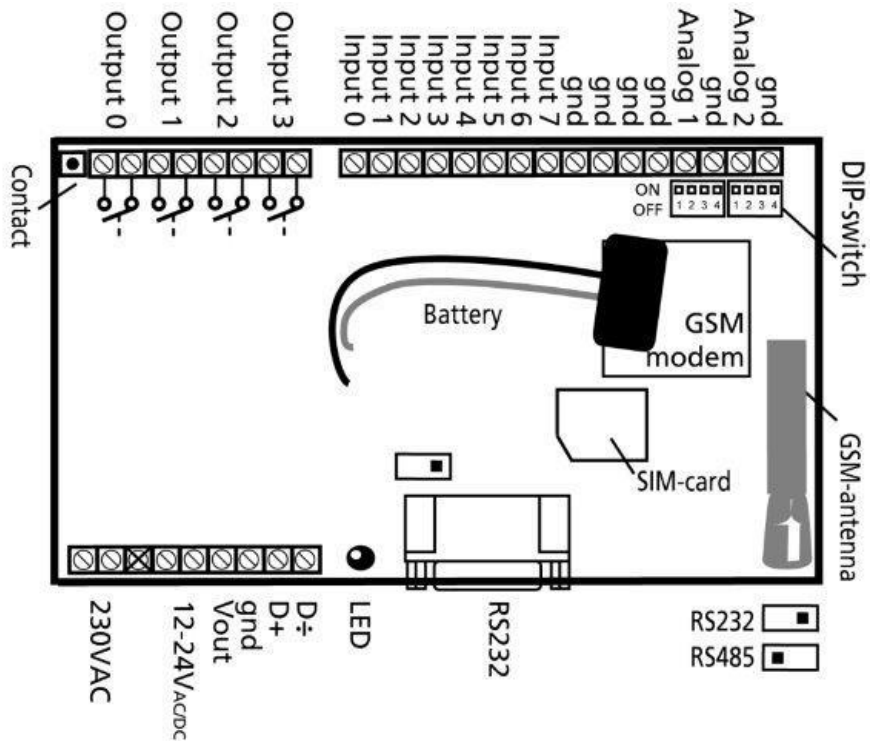 Output 0
Output 1
Output 2
Output 3
Input 0
Input 1
Input 2
Input 3
Input 4
Input 5
Input 6
Input 7
gnd
gnd
gnd
gnd
Analog 1
gnd
Analog 2
gnd
Contact
ON
OFF
1 2 3 4
1 2 3 4
DIP-switch
Battery
GSM
modem
SIM-card
GSM-antenna
230VAC
12-24VAC/DC
Vout
gnd
D+
D÷
LED
RS232
RS232
RS485